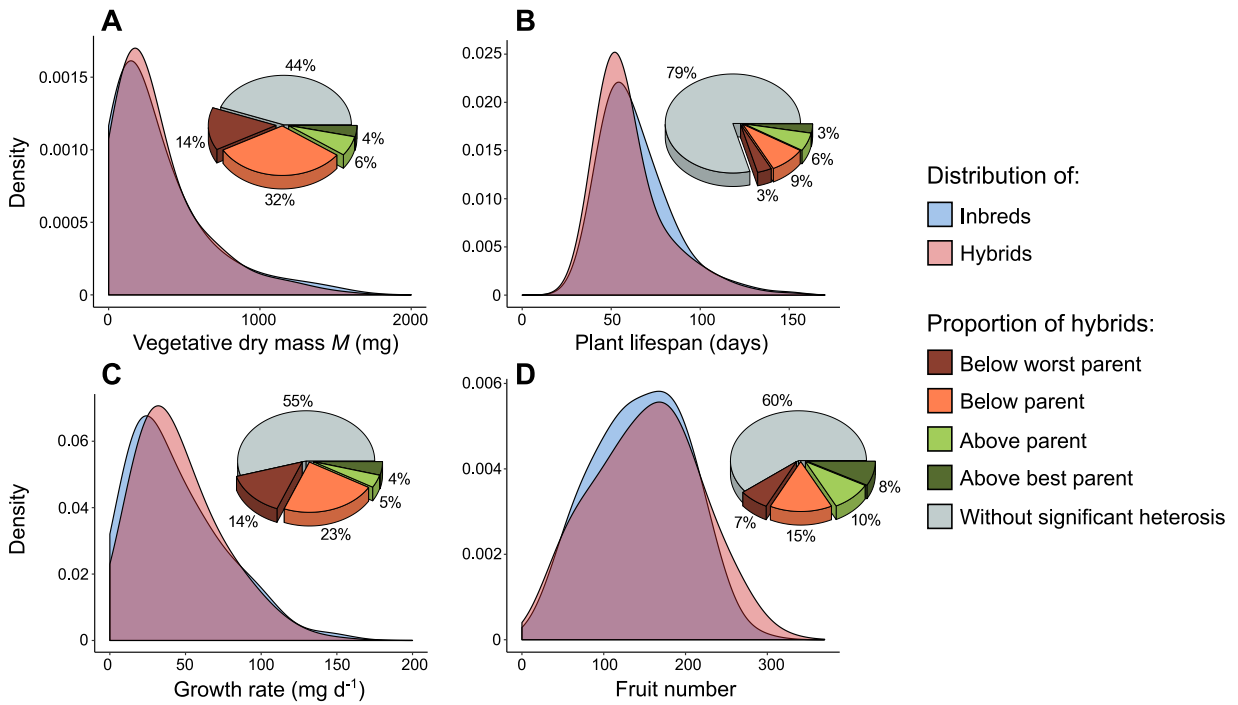 A
Density
0.0015
0.0010
0.0005
0
0
1000
2000
Vegetative dry mass M (mg)
44%
14%
32%
6%
4%
B
0.025
0.020
0.015
0.010
0.005
0
0
50
100
150
Plant lifespan (days)
79%
3%
9%
6%
3%
C
Density
0.06
0.04
0.02
0
0
50
100
200
Growth rate (mg d⁻¹)
55%
14%
23%
5%
4%
D
0.006
0.004
0.002
0
0
100
200
300
Fruit number
60%
7%
15%
10%
8%
Distribution of:
Inbreds
Hybrids
Proportion of hybrids:
Below worst parent
Below parent
Above parent
Above best parent
Without significant heterosis